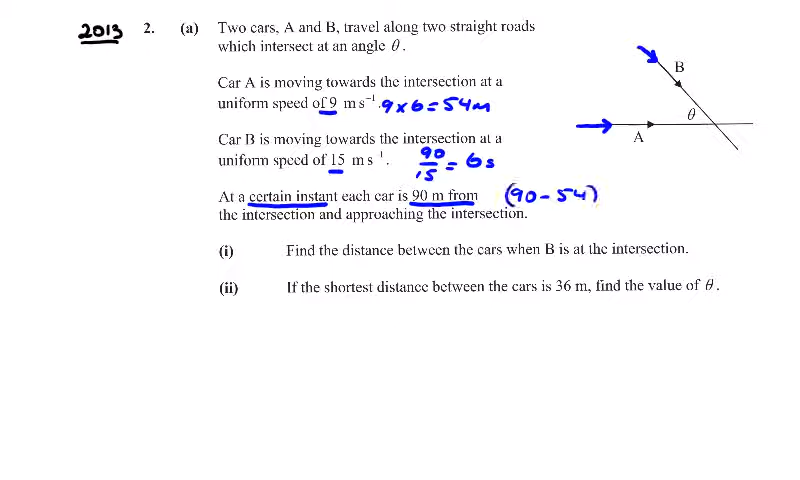 2013 2. (a) Two cars, A and B, travel along two straight roads
which intersect at an angle θ.
B
θ
A
Car A is moving towards the intersection at a
uniform speed of 9 m s⁻¹. 9 × 6 = 54m
Car B is moving towards the intersection at a
uniform speed of 15 m s⁻¹. 90/15 = 6s
At a certain instant each car is 90 m from (90 - 54)
the intersection and approaching the intersection.
(i) Find the distance between the cars when B is at the intersection.
(ii) If the shortest distance between the cars is 36 m, find the value of θ.